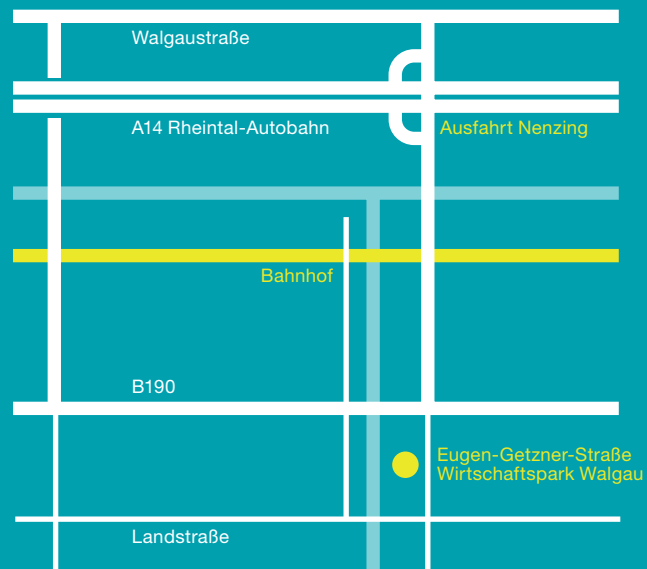 Walgaustraße
A14 Rheintal-Autobahn
Ausfahrt Nenzing
Bahnhof
B190
Eugen-Getzner-Straße
Wirtschaftspark Walgau
Landstraße